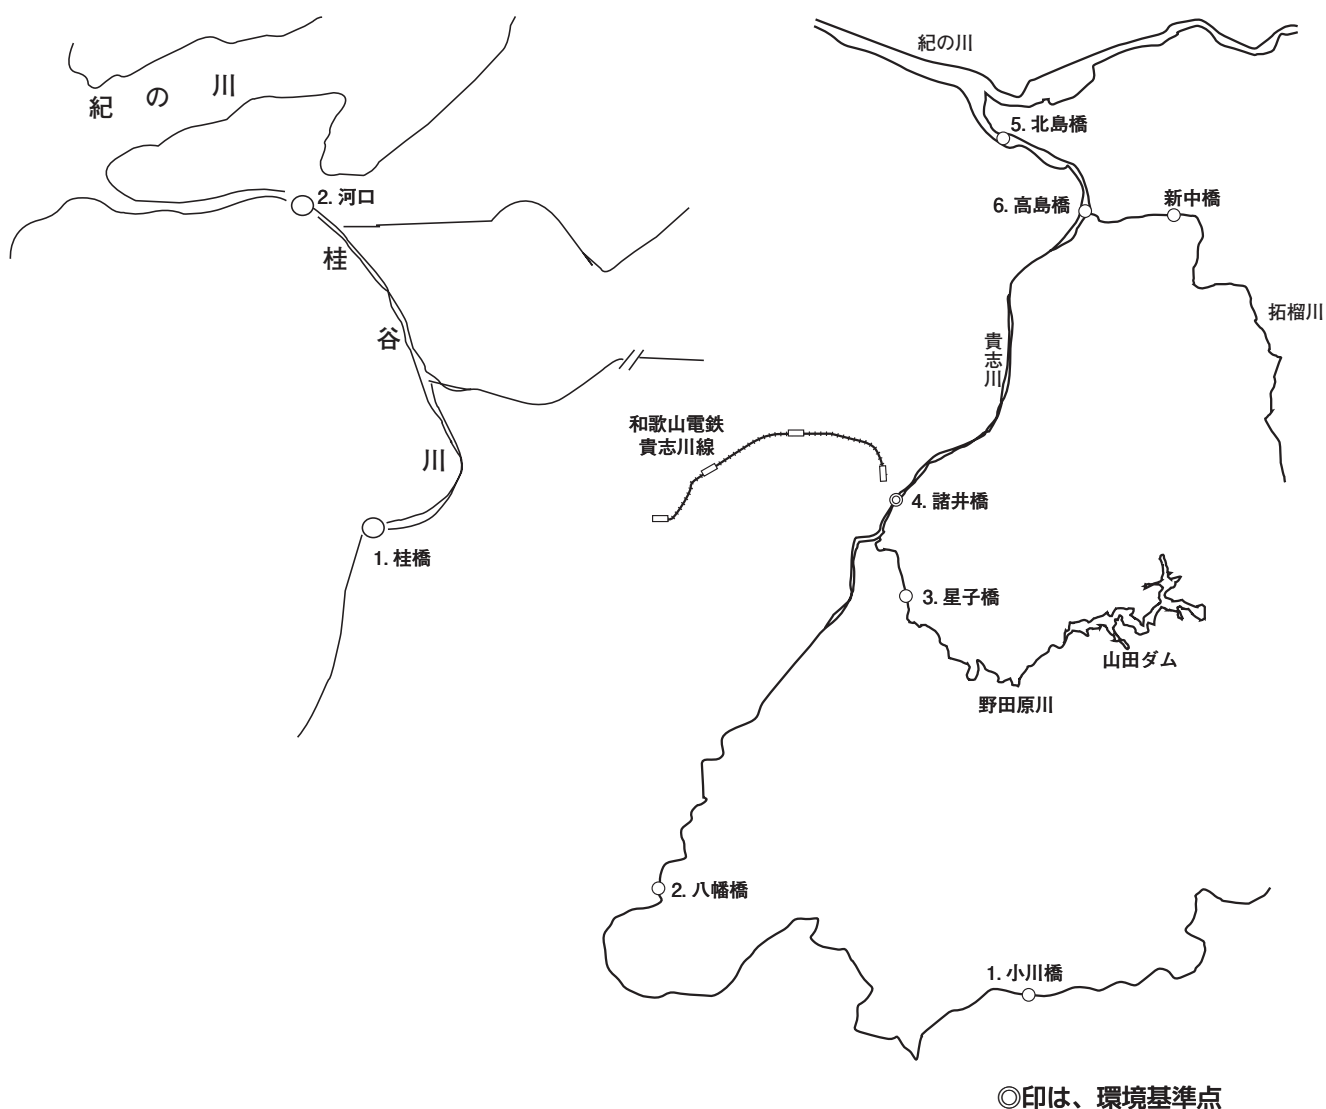 紀の川
2. 河口
桂谷川
1. 桂橋
紀の川
5. 北島橋
6. 高島橋
新中橋
拓榴川
貴志川
和歌山電鉄
貴志川線
4. 諸井橋
3. 星子橋
山田ダム
野田原川
2. 八幡橋
1. 小川橋
◎印は、環境基準点